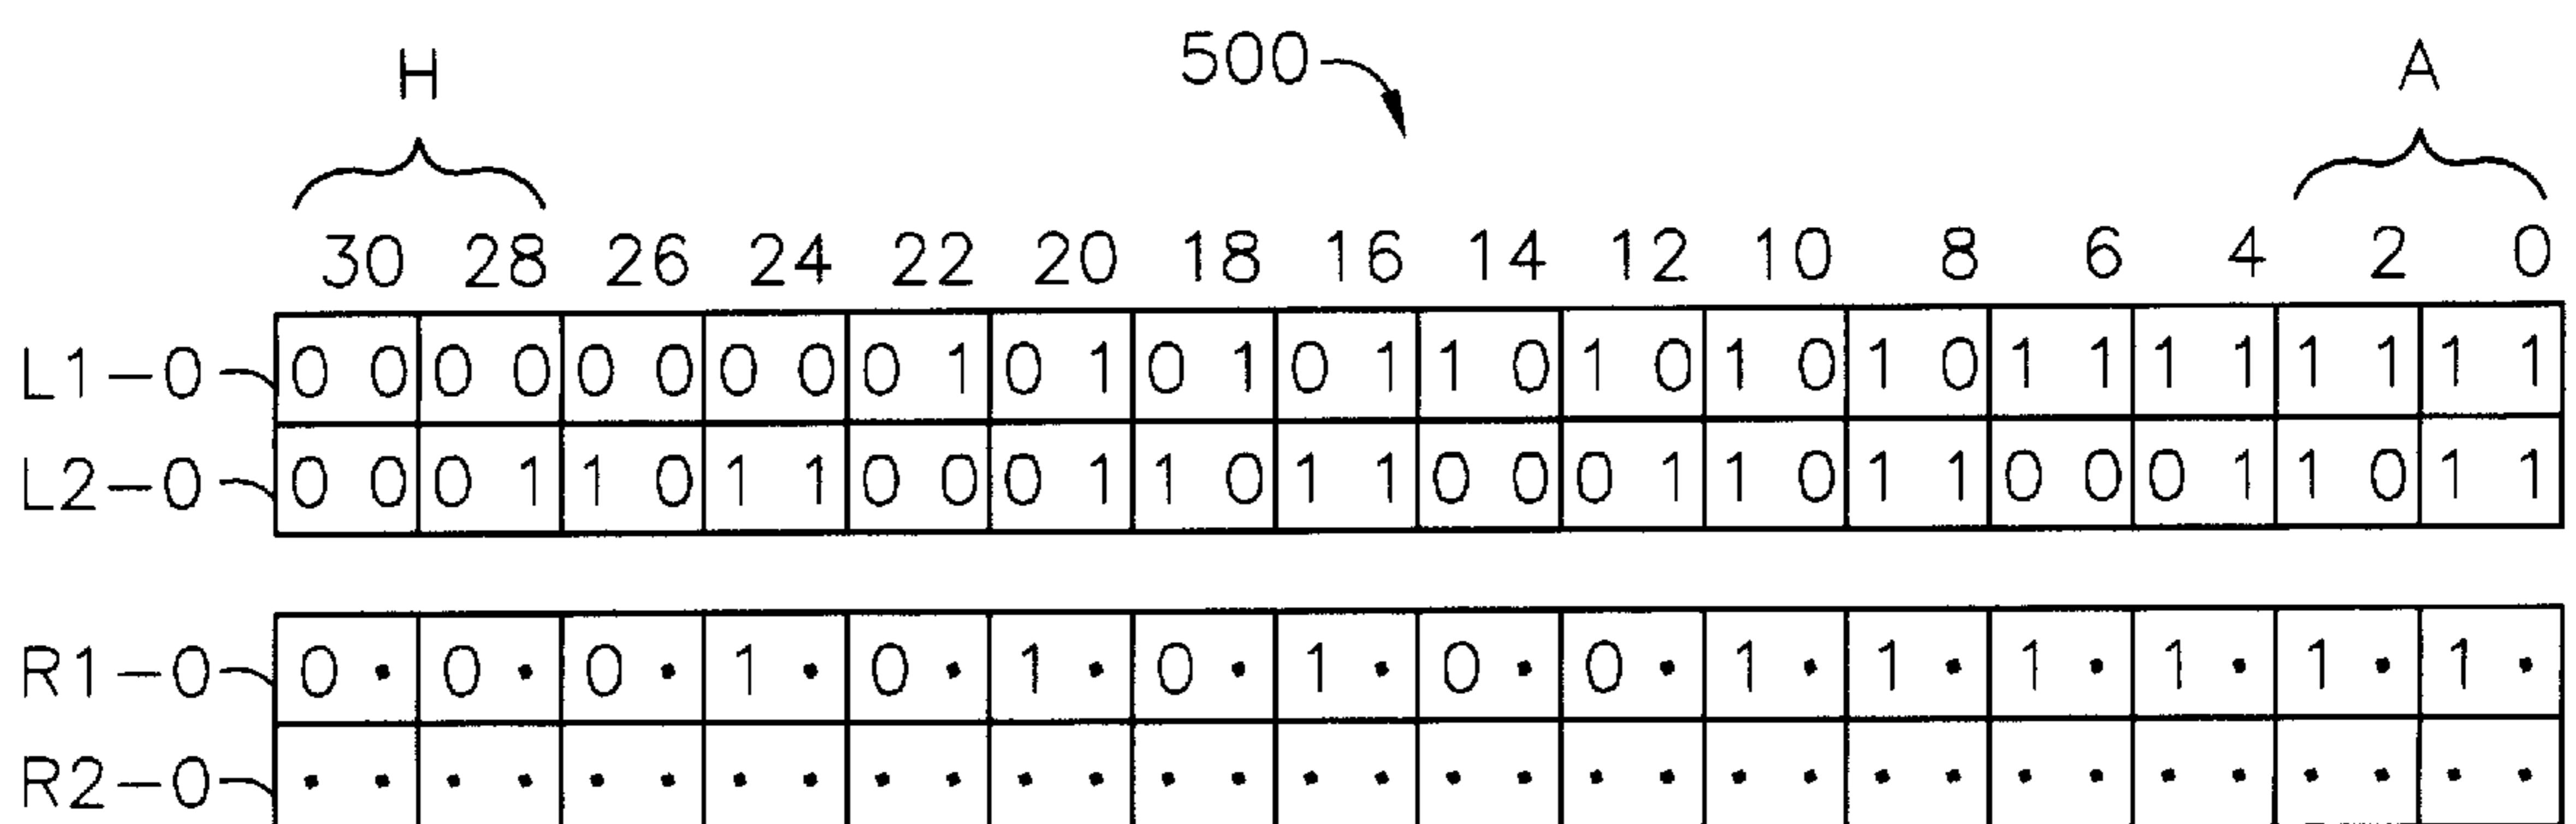 H 500 A
30 28 26 24 22 20 18 16 14 12 10 8 6 4 2 0
L1-0 0 0 0 0 0 0 0 0 0 1 0 1 0 1 0 1 1 0 1 0 1 0 1 0 1 1 1 1 1 1 1 1
L2-0 0 0 0 1 1 0 1 1 0 0 0 1 1 0 1 1 0 0 0 1 1 0 1 1 0 0 0 1 1 0 1 1
R1-0 0 • 0 • 0 • 1 • 0 • 1 • 0 • 1 • 0 • 0 • 1 • 1 • 1 • 1 • 1 • 1 •
R2-0 • • • • • • • • • • • • • • • • • • • • • • • • • • • • • • • •